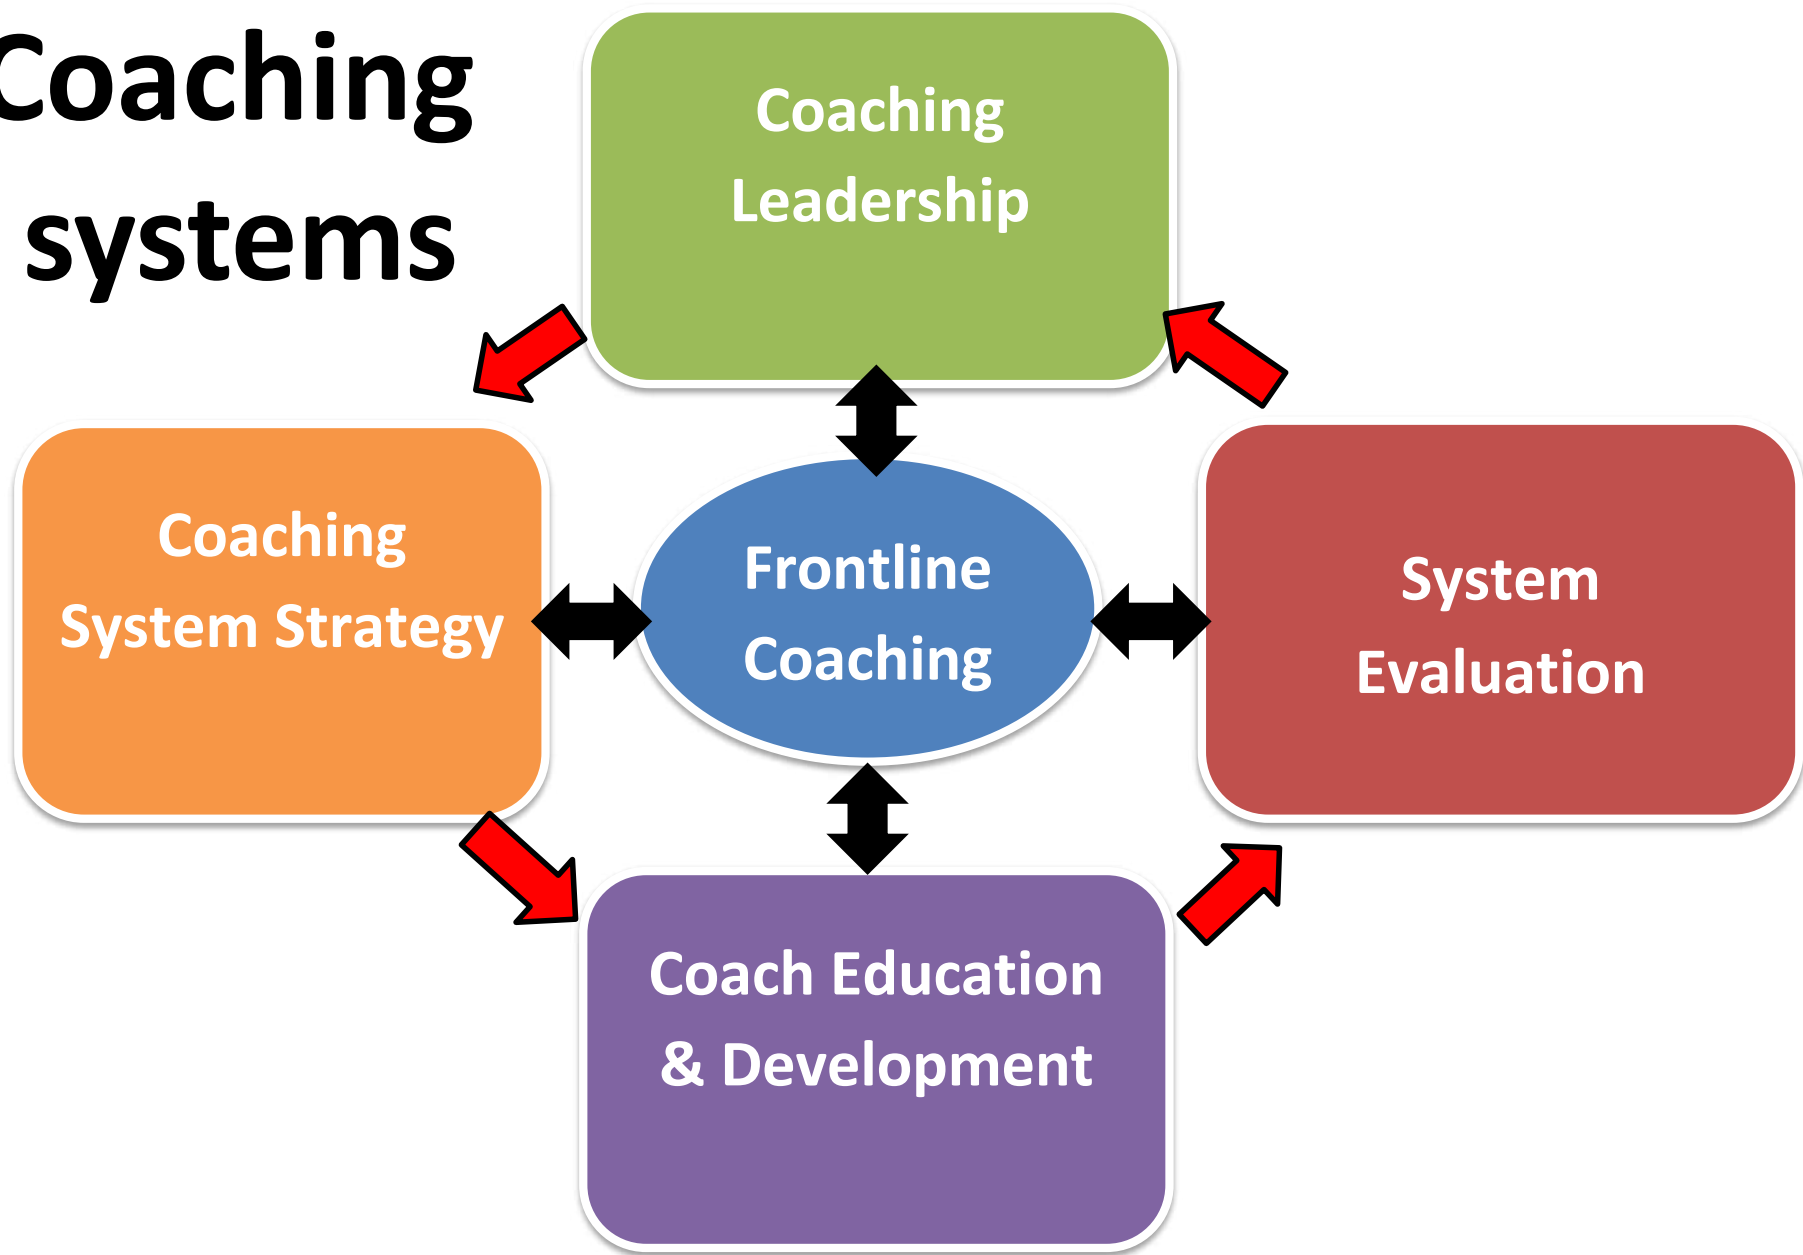 Coaching
systems
Coaching
Leadership
Coaching
System Strategy
Frontline
Coaching
System
Evaluation
Coach Education
& Development